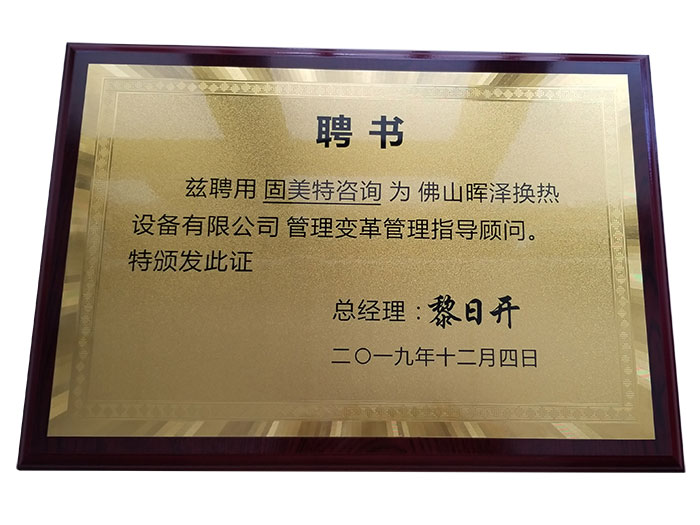 聘书
兹聘用 固美特咨询 为 佛山晖泽换热
设备有限公司 管理变革管理指导顾问。
特颁发此证
总经理：黎日开
二〇一九年十二月四日